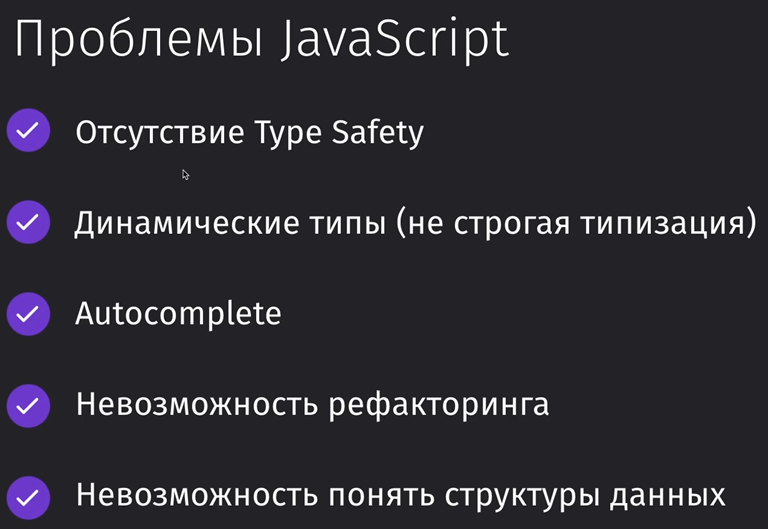 Проблемы JavaScript
Отсутствие Type Safety
Динамические типы (не строгая типизация)
Autocomplete
Невозможность рефакторинга
Невозможность понять структуры данных